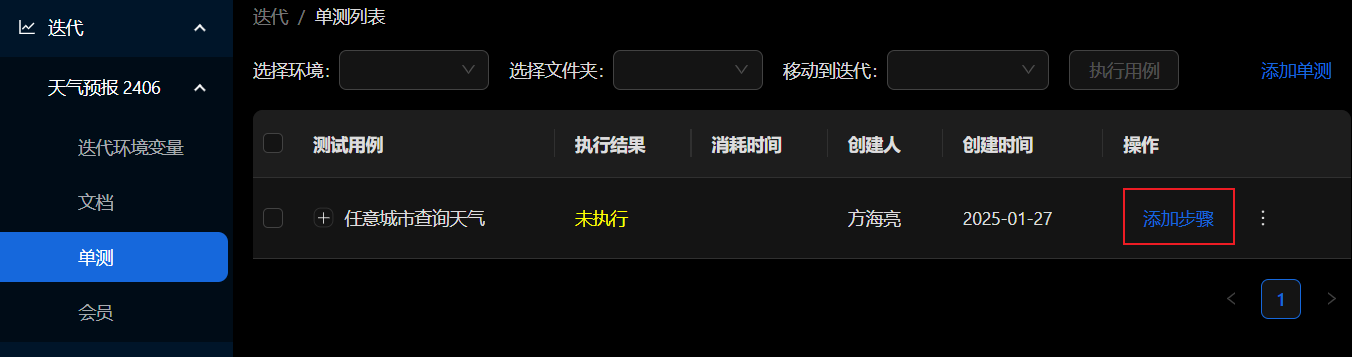 迭代
天气预报 2406
迭代环境变量
文档
单测
会员
迭代 / 单测列表
选择环境: 选择文件夹: 移动到迭代: 执行用例 添加单测
测试用例 执行结果 消耗时间 创建人 创建时间 操作
任意城市查询天气 未执行 方海亮 2025-01-27 添加步骤
1